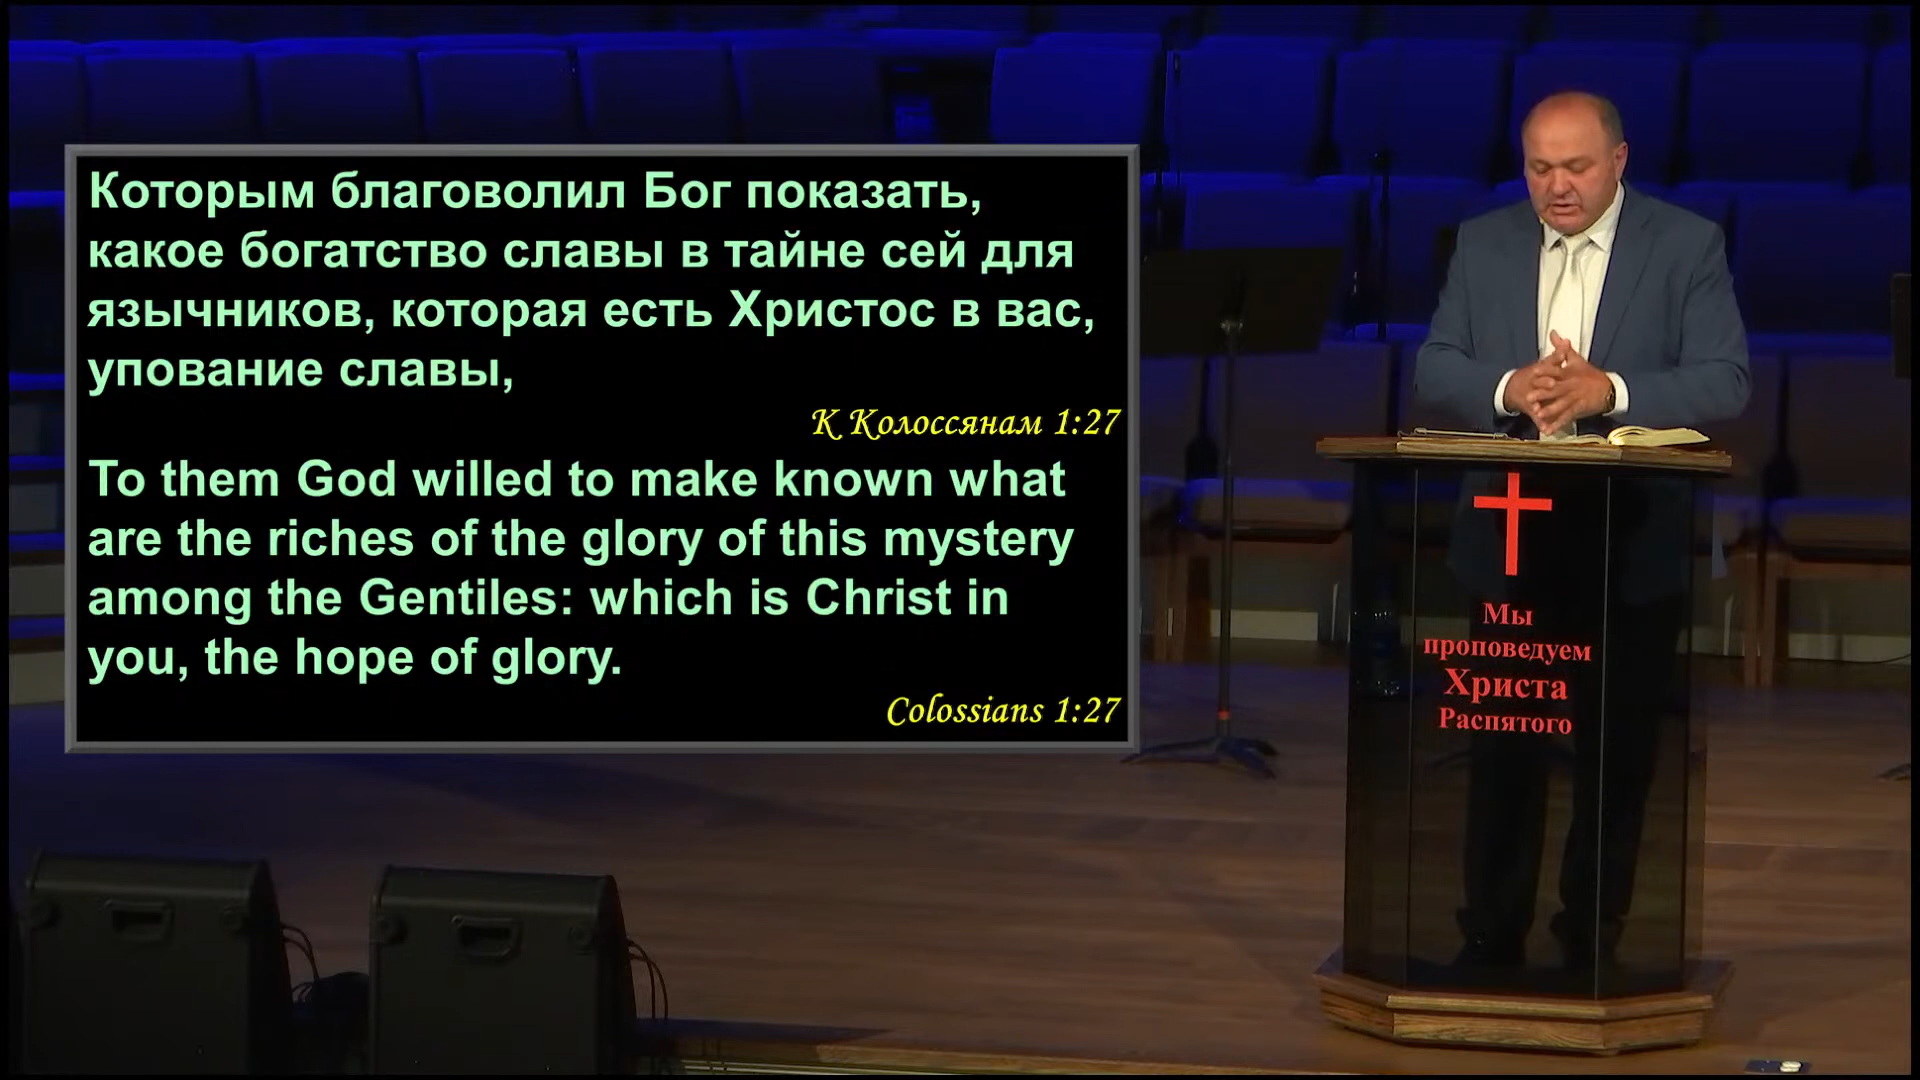 Которым благоволил Бог показать,
какое богатство славы в тайне сей для
язычников, которая есть Христос в вас,
упование славы,
К Колоссянам 1:27
To them God willed to make known what
are the riches of the glory of this mystery
among the Gentiles: which is Christ in
you, the hope of glory.
Colossians 1:27
Мы
проповедуем
Христа
Распятого